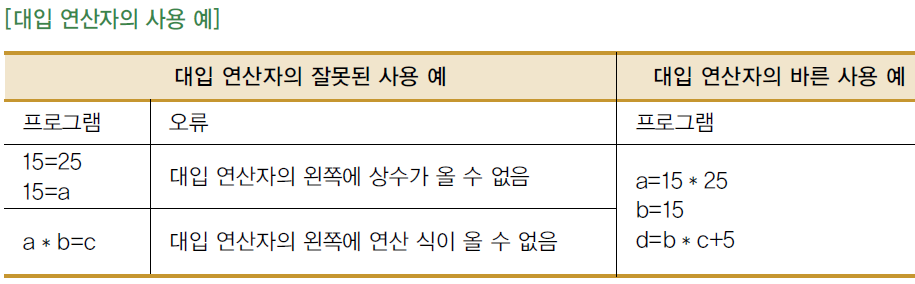 [대입 연산자의 사용 예]
대입 연산자의 잘못된 사용 예
대입 연산자의 바른 사용 예
프로그램
오류
프로그램
15=25
15=a
대입 연산자의 왼쪽에 상수가 올 수 없음
a * b=c
대입 연산자의 왼쪽에 연산 식이 올 수 없음
a=15 * 25
b=15
d=b * c+5